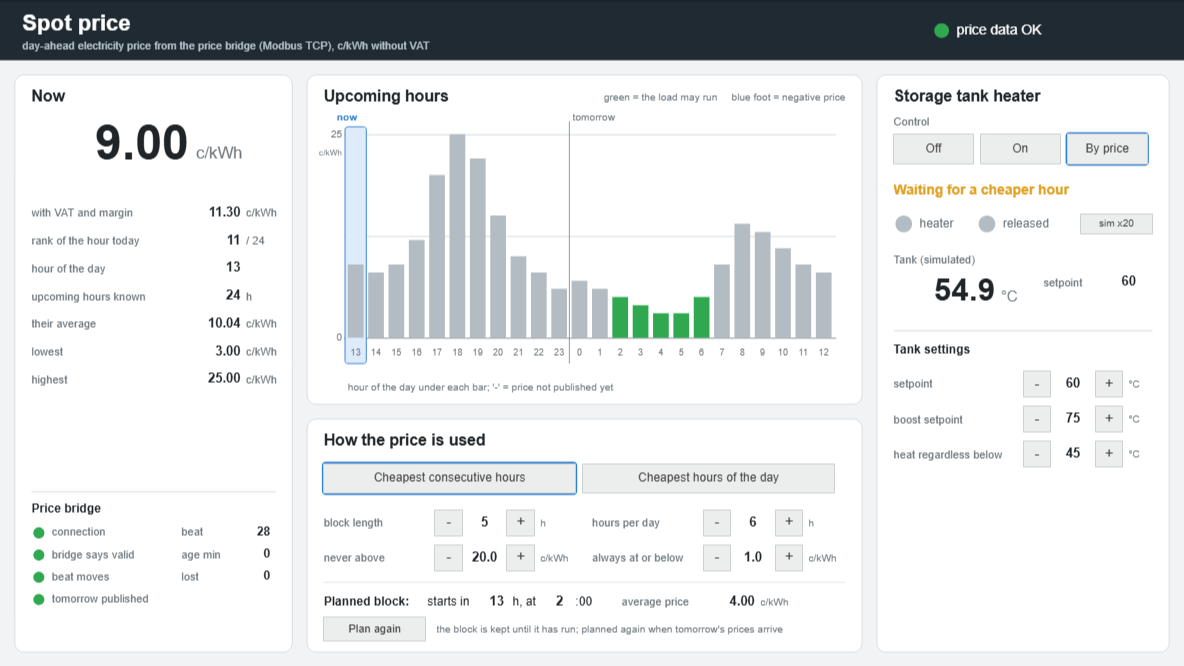 Spot price
day-ahead electricity price from the price bridge (Modbus TCP), c/kWh without VAT
price data OK
Now
9.00 c/kWh
with VAT and margin 11.30 c/kWh
rank of the hour today 11 / 24
hour of the day 13
upcoming hours known 24 h
their average 10.04 c/kWh
lowest 3.00 c/kWh
highest 25.00 c/kWh
Price bridge
connection beat 28
bridge says valid age min 0
beat moves lost 0
tomorrow published
Upcoming hours
green = the load may run blue foot = negative price
now tomorrow
25
c/kWh
0
13 14 15 16 17 18 19 20 21 22 23 0 1 2 3 4 5 6 7 8 9 10 11 12
hour of the day under each bar; '-' = price not published yet
How the price is used
Cheapest consecutive hours Cheapest hours of the day
block length - 5 + h hours per day - 6 + h
never above - 20.0 + c/kWh always at or below - 1.0 + c/kWh
Planned block: starts in 13 h, at 2 :00 average price 4.00 c/kWh
Plan again the block is kept until it has run; planned again when tomorrow's prices arrive
Storage tank heater
Control
Off On By price
Waiting for a cheaper hour
heater released sim x20
Tank (simulated)
54.9 °C setpoint 60
Tank settings
setpoint - 60 + °C
boost setpoint - 75 + °C
heat regardless below - 45 + °C